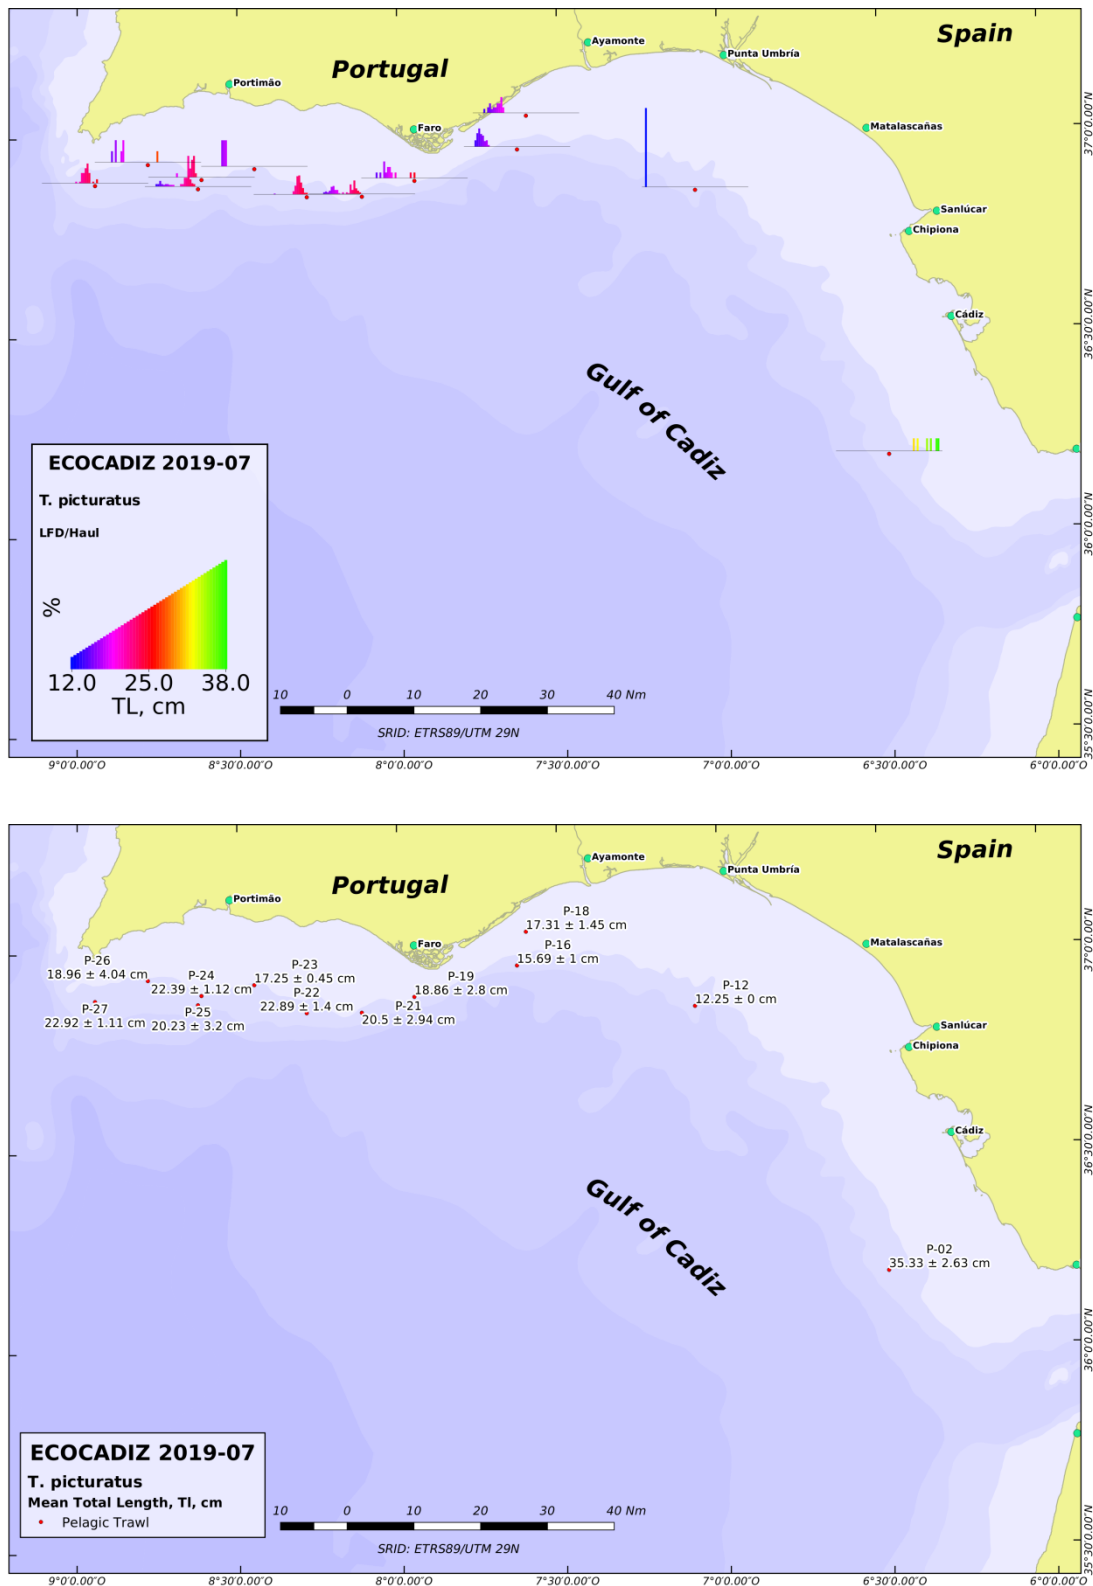 Spain
Ayamonte
Punta Umbría
Portugal
Portimão
Faro
Matalascañas
37°0'0.00"N
Sanlúcar
Chipiona
Cádiz
36°30'0.00"N
Gulf of Cadiz
ECOCADIZ 2019-07
T. picturatus
LFD/Haul
%
12.0 25.0 38.0
TL, cm
36°0'0.00"N
10 0 10 20 30 40 Nm
SRID: ETRS89/UTM 29N
35°30'0.00"N
9°0'0.00"O 8°30'0.00"O 8°0'0.00"O 7°30'0.00"O 7°0'0.00"O 6°30'0.00"O 6°0'0.00"O
Spain
Ayamonte
Punta Umbría
Portugal
Portimão
Faro
Matalascañas
37°0'0.00"N
P-18
17.31 ± 1.45 cm
P-16
15.69 ± 1 cm
P-26
18.96 ± 4.04 cm
P-24
22.39 ± 1.12 cm
P-23
17.25 ± 0.45 cm
P-19
18.86 ± 2.8 cm
P-12
12.25 ± 0 cm
P-22
22.89 ± 1.4 cm
P-27
22.92 ± 1.11 cm
P-25
20.23 ± 3.2 cm
P-21
20.5 ± 2.94 cm
Sanlúcar
Chipiona
Cádiz
36°30'0.00"N
Gulf of Cadiz
P-02
35.33 ± 2.63 cm
36°0'0.00"N
ECOCADIZ 2019-07
T. picturatus
Mean Total Length, Tl, cm
Pelagic Trawl
10 0 10 20 30 40 Nm
SRID: ETRS89/UTM 29N
35°30'0.00"N
9°0'0.00"O 8°30'0.00"O 8°0'0.00"O 7°30'0.00"O 7°0'0.00"O 6°30'0.00"O 6°0'0.00"O